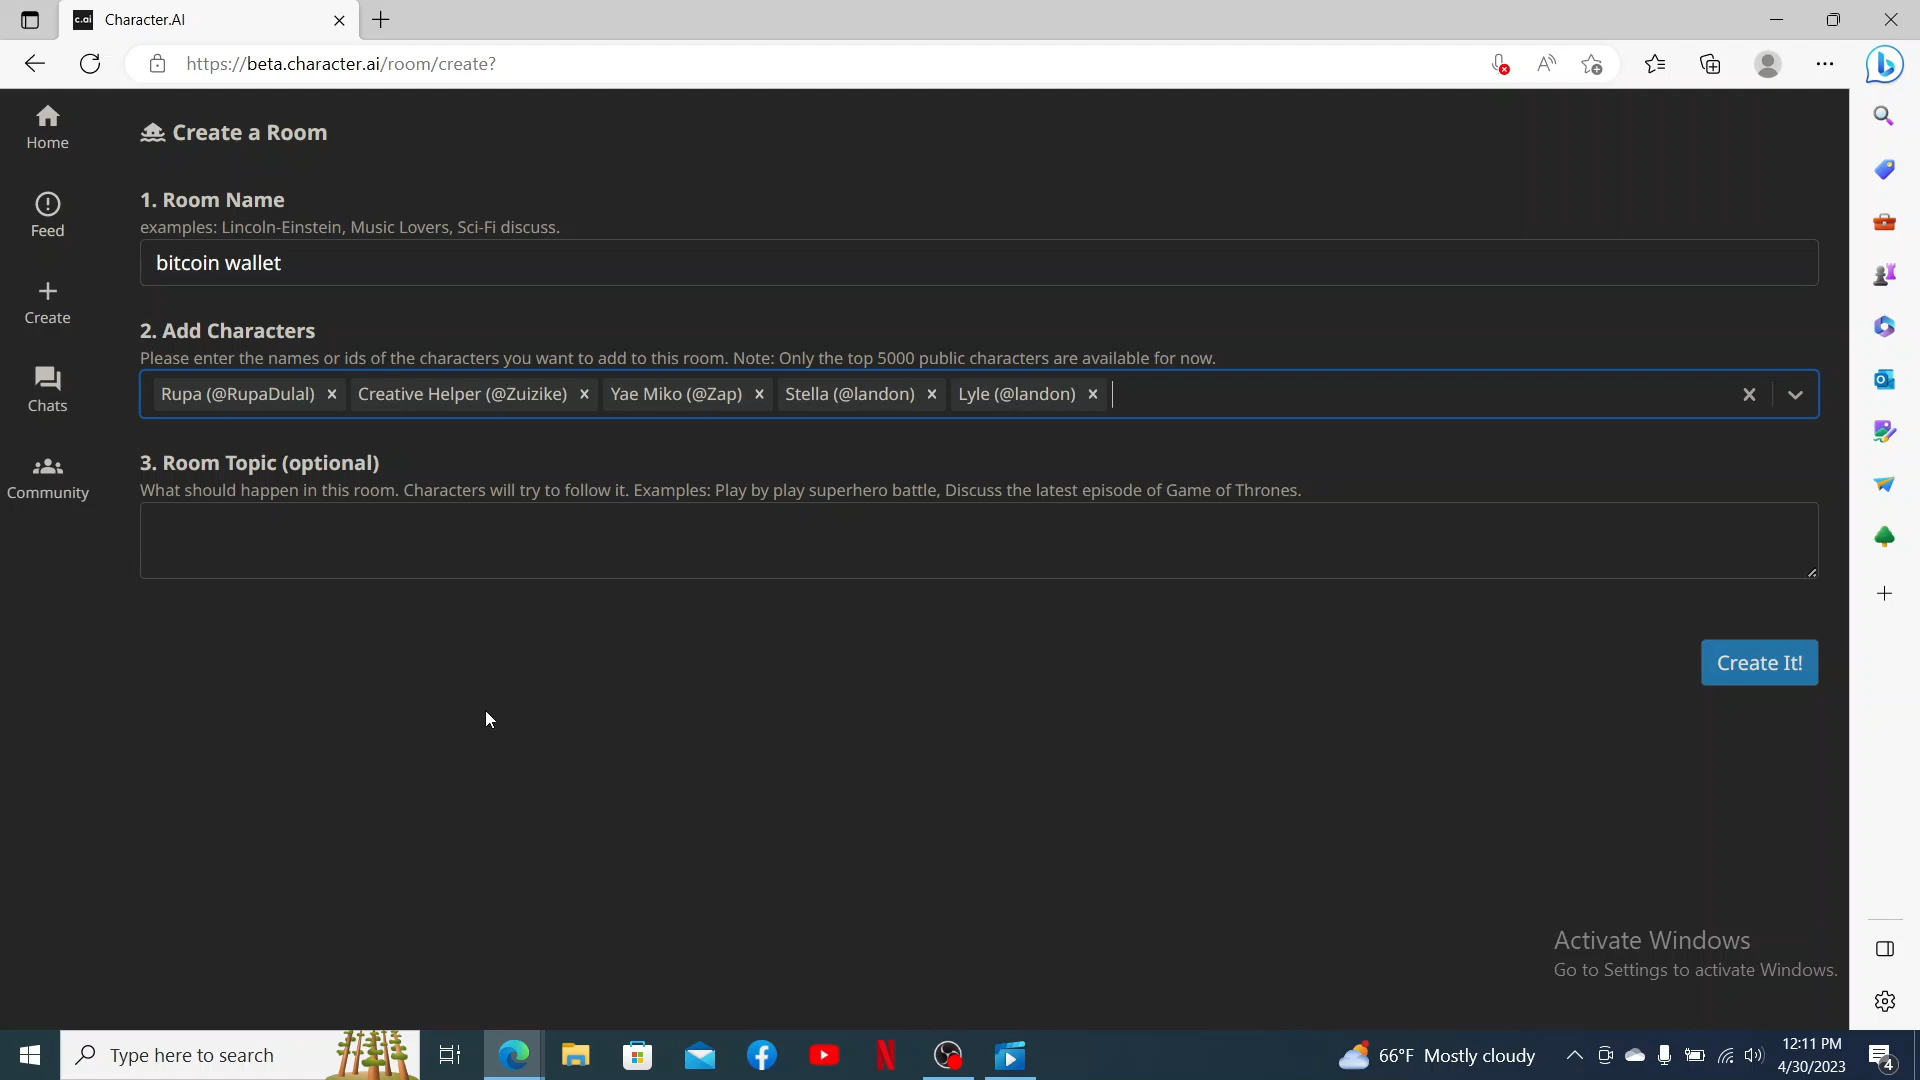 Character.AI
https://beta.character.ai/room/create?
Home
Feed
Create
Chats
Community
Create a Room
1. Room Name
examples: Lincoln-Einstein, Music Lovers, Sci-Fi discuss.
bitcoin wallet
2. Add Characters
Please enter the names or ids of the characters you want to add to this room. Note: Only the top 5000 public characters are available for now.
Rupa (@RupaDulal) Creative Helper (@Zuizike) Yae Miko (@Zap) Stella (@landon) Lyle (@landon)
3. Room Topic (optional)
What should happen in this room. Characters will try to follow it. Examples: Play by play superhero battle, Discuss the latest episode of Game of Thrones.
Create It!
Activate Windows
Go to Settings to activate Windows.
Type here to search
66°F Mostly cloudy
12:11 PM
4/30/2023
4